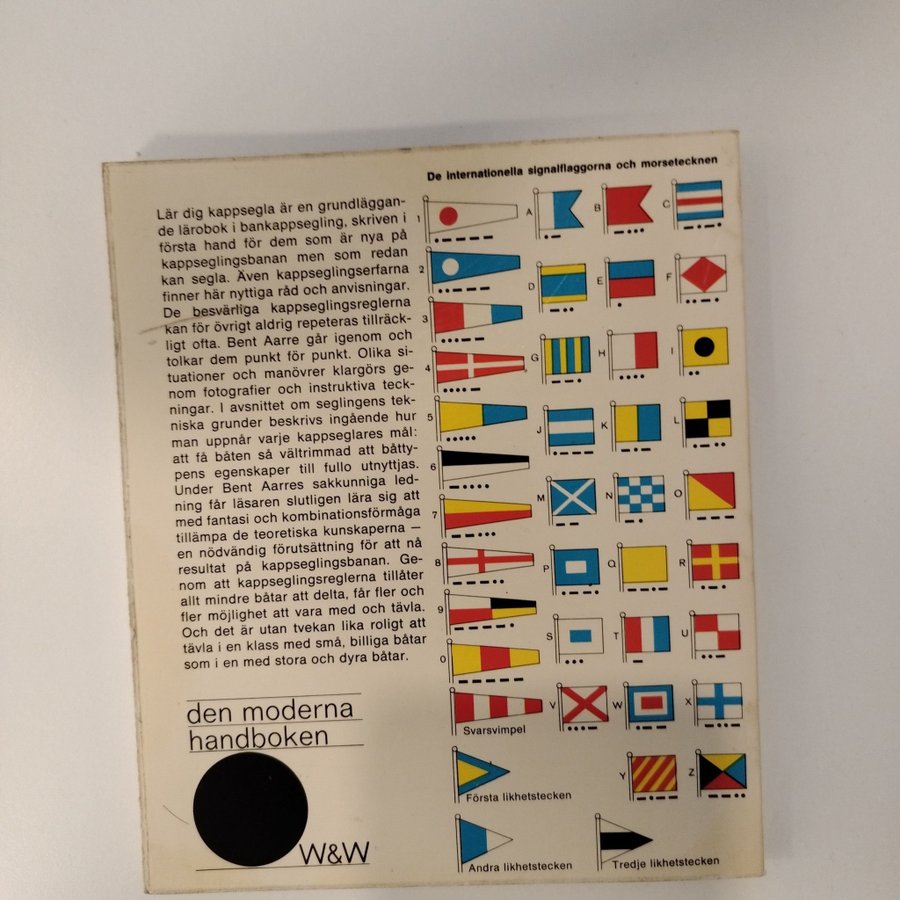 De internationella signalflaggorna och morsetecknen
Lär dig kappsegla är en grundläggan-
de lärobok i bankappsegling, skriven i
första hand för dem som är nya på
kappseglingsbanan men som redan
kan segla. Även kappseglingserfarna
finner här nyttiga råd och anvisningar.
De besvärliga kappseglingsreglerna
kan för övrigt aldrig repeteras tillräck-
ligt ofta. Bent Aarre går igenom och
tolkar dem punkt för punkt. Olika si-
tuationer och manövrer klargörs ge-
nom fotografier och instruktiva teck-
ningar. I avsnittet om seglingens tek-
niska grunder beskrivs ingående hur
man uppnår varje kappseglares mål:
att få båten så vältrimmad att båtty-
pens egenskaper till fullo utnyttjas.
Under Bent Aarres sakkunniga led-
ning får läsaren slutligen lära sig att
med fantasi och kombinationsförmåga
tillämpa de teoretiska kunskaperna –
en nödvändig förutsättning för att nå
resultat på kappseglingsbanan. Ge-
nom att kappseglingsreglerna tillåter
allt mindre båtar att delta, får fler och
fler möjlighet att vara med och tävla.
Och det är utan tvekan lika roligt att
tävla i en klass med små, billiga båtar
som i en med stora och dyra båtar.
den moderna
handboken
W&W
1 A B C
2 D E F
3
4 G H I
5 J K L
6
7 M N O
8 P Q R
9
0 S T U
Svarsvimpel V W X
Första likhetstecken Y Z
Andra likhetstecken Tredje likhetstecken